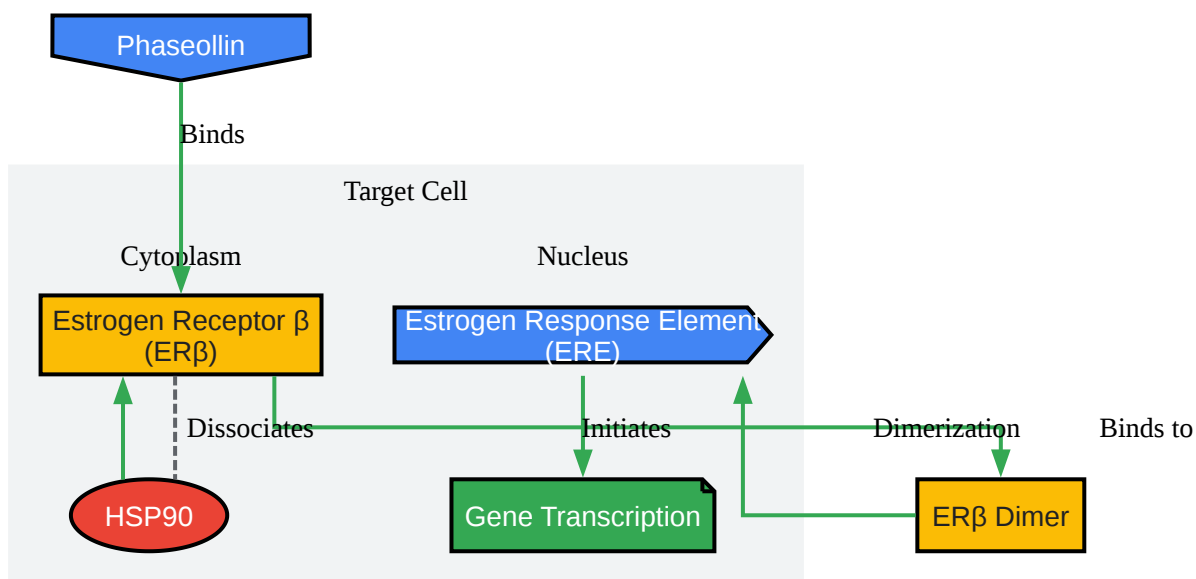 Phaseollin
Binds
Target Cell
Cytoplasm
Nucleus
Estrogen Receptor β
(ERβ)
Estrogen Response Element
(ERE)
Dissociates
Initiates
Dimerization
Binds to
HSP90
Gene Transcription
ERβ Dimer